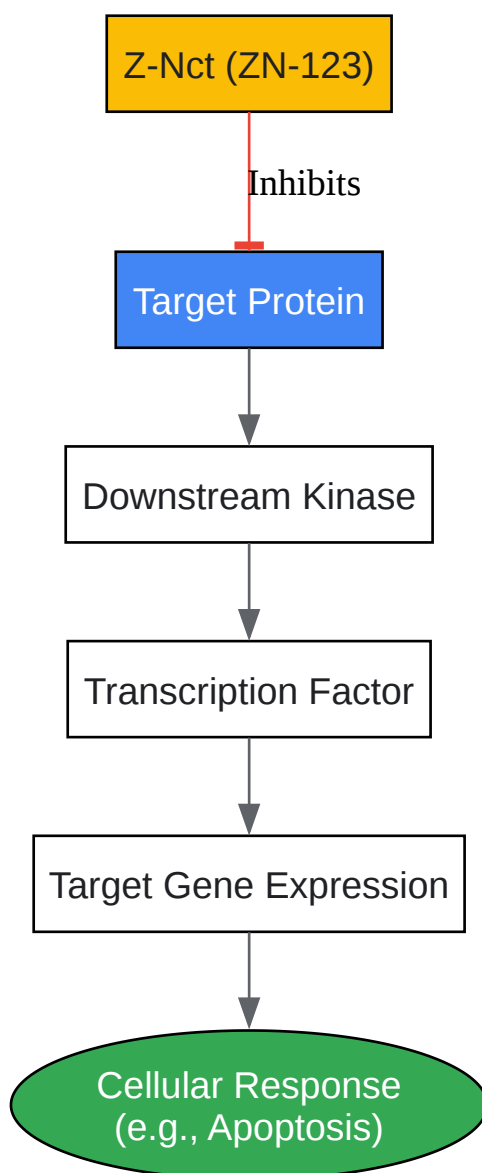 Z-Nct (ZN-123)
Inhibits
Target Protein
Downstream Kinase
Transcription Factor
Target Gene Expression
Cellular Response
(e.g., Apoptosis)